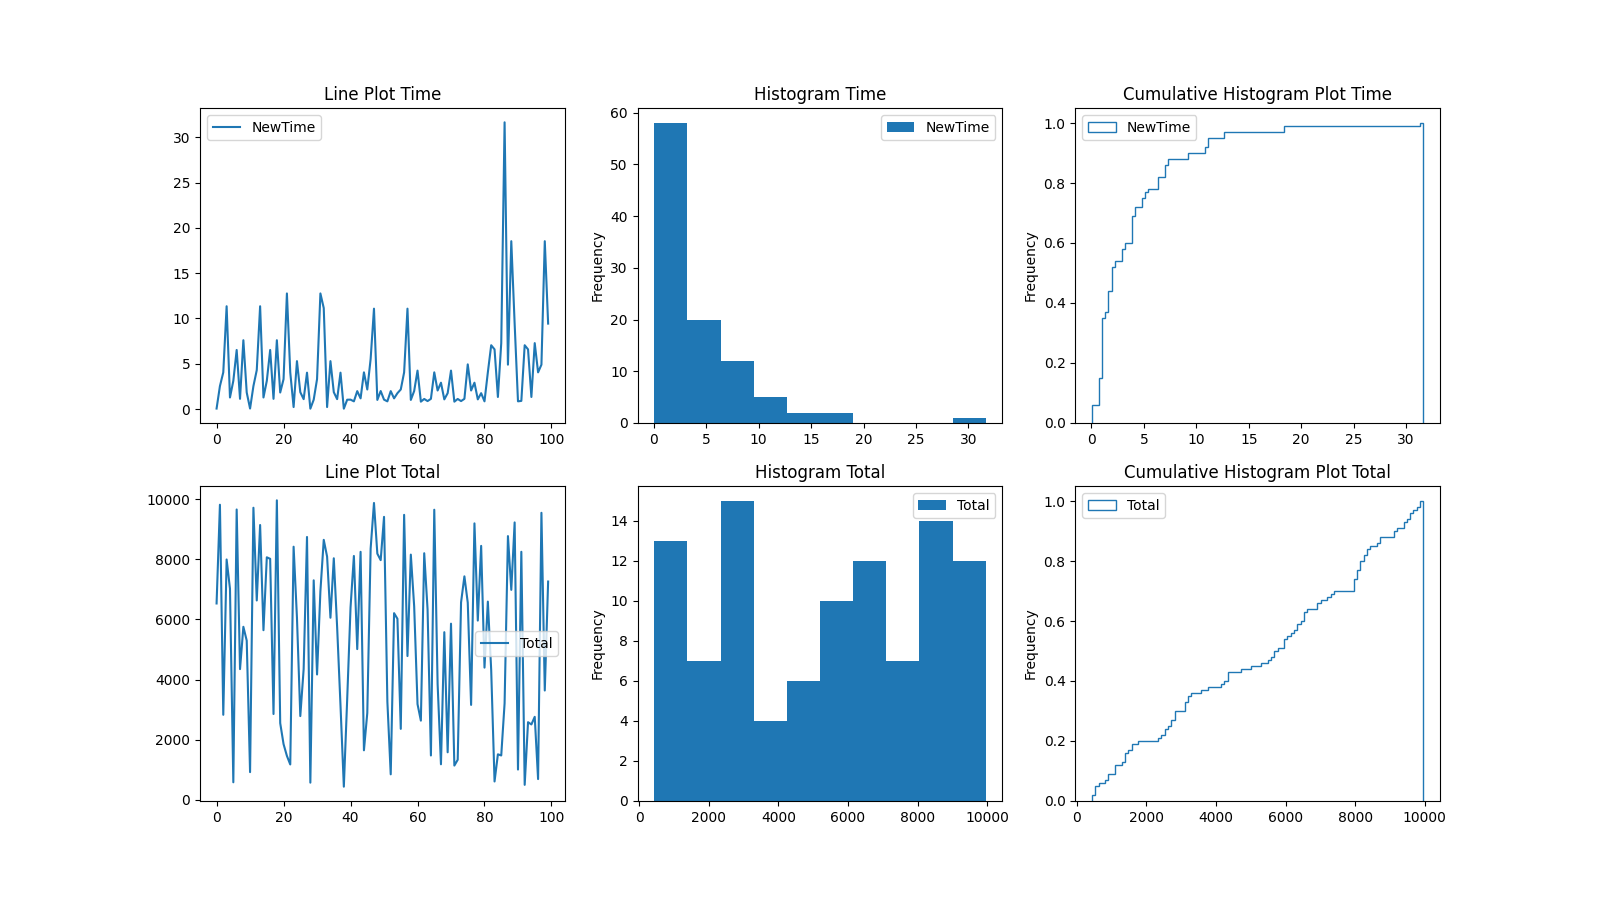 Line Plot Time
NewTime
30
25
20
15
10
5
0
0 20 40 60 80 100
Histogram Time
NewTime
Frequency
60
50
40
30
20
10
0
0 5 10 15 20 25 30
Cumulative Histogram Plot Time
NewTime
Frequency
1.0
0.8
0.6
0.4
0.2
0.0
0 5 10 15 20 25 30
Line Plot Total
Total
10000
8000
6000
4000
2000
0
0 20 40 60 80 100
Histogram Total
Total
Frequency
14
12
10
8
6
4
2
0
0 2000 4000 6000 8000 10000
Cumulative Histogram Plot Total
Total
Frequency
1.0
0.8
0.6
0.4
0.2
0.0
0 2000 4000 6000 8000 10000